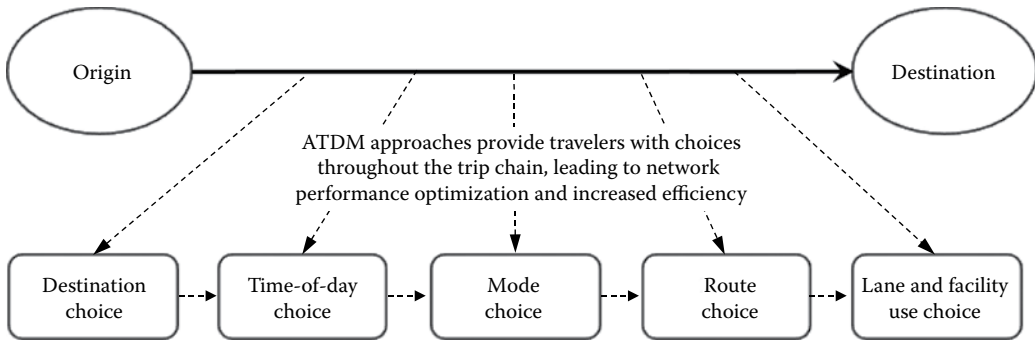 Origin
Destination
ATDM approaches provide travelers with choices
throughout the trip chain, leading to network
performance optimization and increased efficiency
Destination
choice
Time-of-day
choice
Mode
choice
Route
choice
Lane and facility
use choice